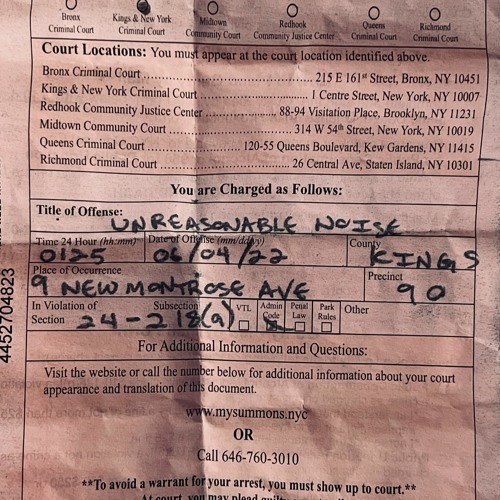 Bronx Kings & New York Midtown Redhook Queens Richmond
Criminal Court Criminal Court Community Court Community Justice Center Criminal Court Criminal Court
Court Locations: You must appear at the court location identified above.
Bronx Criminal Court 215 E 161st Street, Bronx, NY 10451
Kings & New York Criminal Court 1 Centre Street, New York, NY 10007
Redhook Community Justice Center 88-94 Visitation Place, Brooklyn, NY 11231
Midtown Community Court 314 W 54th Street, New York, NY 10019
Queens Criminal Court 120-55 Queens Boulevard, Kew Gardens, NY 11415
Richmond Criminal Court 26 Central Ave, Staten Island, NY 10301
You are Charged as Follows:
Title of Offense:
UNREASONABLE NOISE
Time 24 Hour (hh:mm) Date of Offense (mm/dd/yy) County
0125 06/04/22 KINGS
Place of Occurrence Precinct
9 NEW MONTROSE AVE 90
In Violation of Subsection VTL Admin Code Penal Law Park Rules Other
Section 24-218(a)
For Additional Information and Questions:
Visit the website or call the number below for additional information about your court
appearance and translation of this document.
www.mysummons.nyc
OR
Call 646-760-3010
**To avoid a warrant for your arrest, you must show up to court.**
At court, you may plead
4452704823